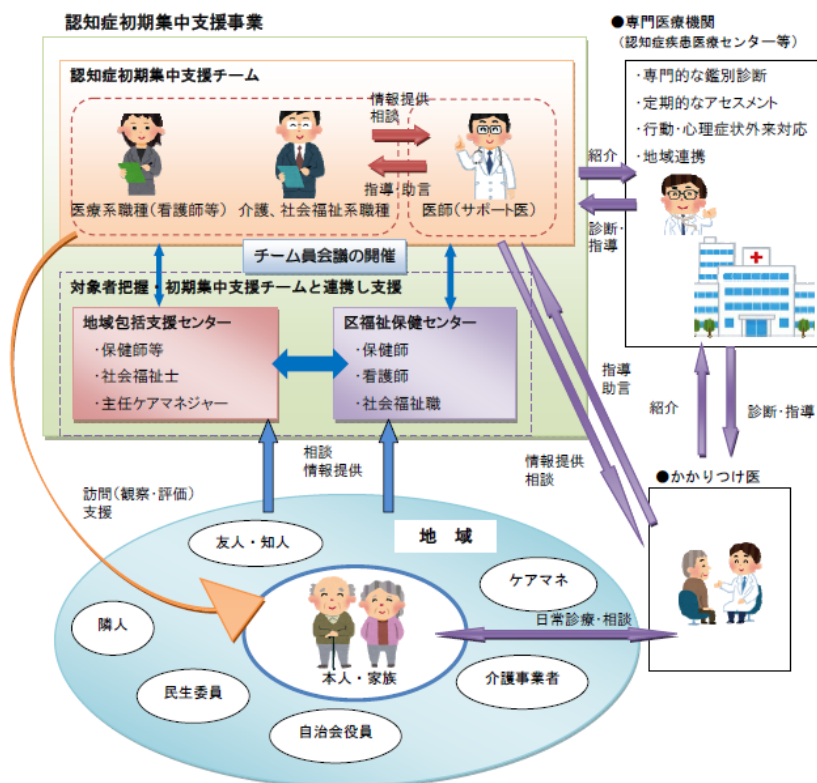 認知症初期集中支援事業
●専門医療機関
（認知症疾患医療センター等）
認知症初期集中支援チーム
情報提供
相談
指導・助言
医療系職種（看護師等）
介護、社会福祉系職種
医師（サポート医）
紹介
診断・
指導
・専門的な鑑別診断
・定期的なアセスメント
・行動・心理症状外来対応
・地域連携
チーム員会議の開催
対象者把握・初期集中支援チームと連携し支援
地域包括支援センター
・保健師等
・社会福祉士
・主任ケアマネジャー
区福祉保健センター
・保健師
・看護師
・社会福祉職
指導
助言
紹介
診断・指導
相談
情報提供
情報提供
相談
●かかりつけ医
訪問（観察・評価）
支援
地　域
友人・知人
ケアマネ
隣人
日常診療・相談
本人・家族
介護事業者
民生委員
自治会役員